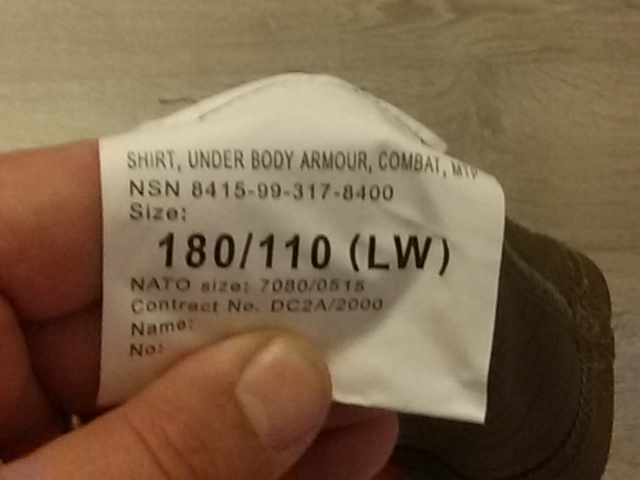 SHIRT, UNDER BODY ARMOUR, COMBAT, MTP
NSN 8415-99-317-8400
Size:
180/110 (LW)
NATO size: 7080/0515
Contract No. DC2A/2000
Name:
No: